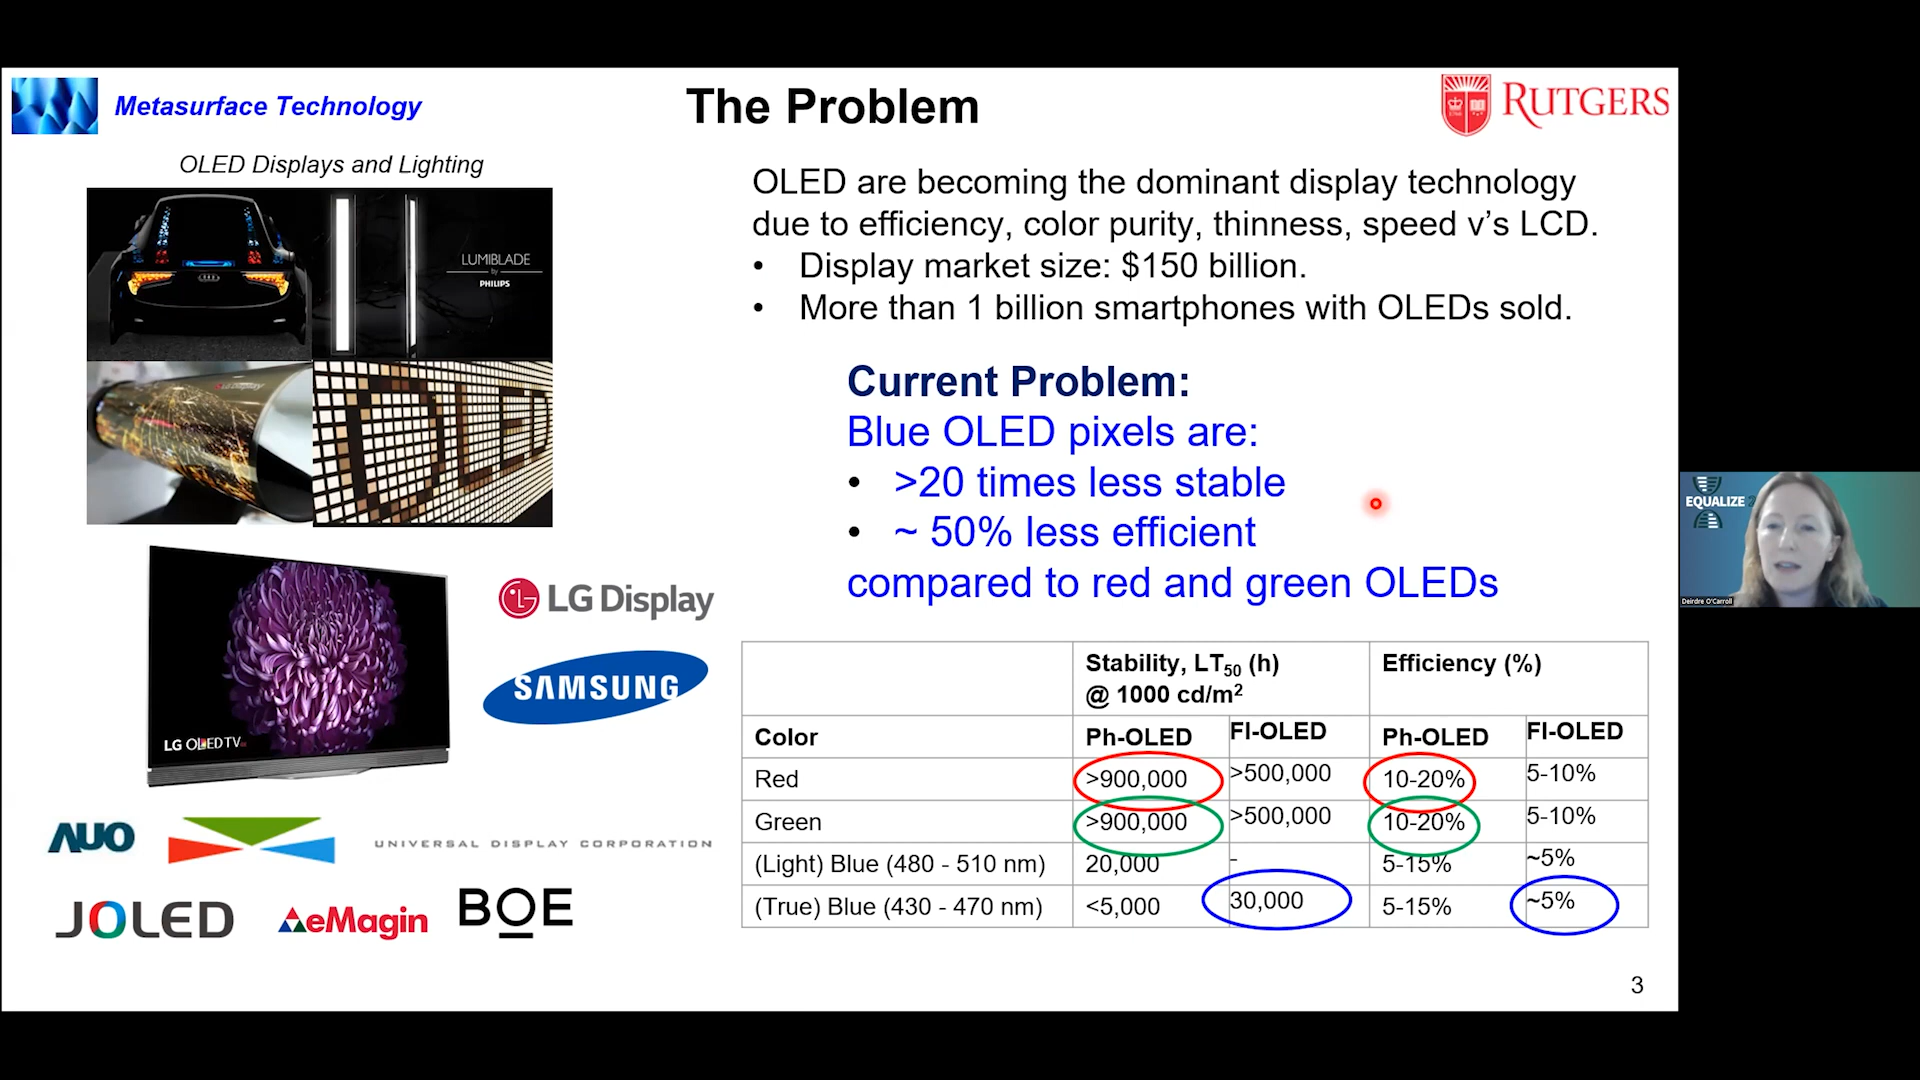 Metasurface Technology
The Problem
RUTGERS
OLED Displays and Lighting
LUMIBLADE
by
PHILIPS
LG Display
OLED
LG OLED TV
LG Display
SAMSUNG
AUO
UNIVERSAL DISPLAY CORPORATION
JOLED
eMagin
BOE
OLED are becoming the dominant display technology
due to efficiency, color purity, thinness, speed v's LCD.
• Display market size: $150 billion.
• More than 1 billion smartphones with OLEDs sold.
Current Problem:
Blue OLED pixels are:
• >20 times less stable
• ~ 50% less efficient
compared to red and green OLEDs
Stability, LT50 (h) Efficiency (%)
@ 1000 cd/m2
Color Ph-OLED Fl-OLED Ph-OLED Fl-OLED
Red >900,000 >500,000 10-20% 5-10%
Green >900,000 >500,000 10-20% 5-10%
(Light) Blue (480 - 510 nm) 20,000 - 5-15% ~5%
(True) Blue (430 - 470 nm) <5,000 30,000 5-15% ~5%
3
EQUALIZE
Deirdre O'Carroll